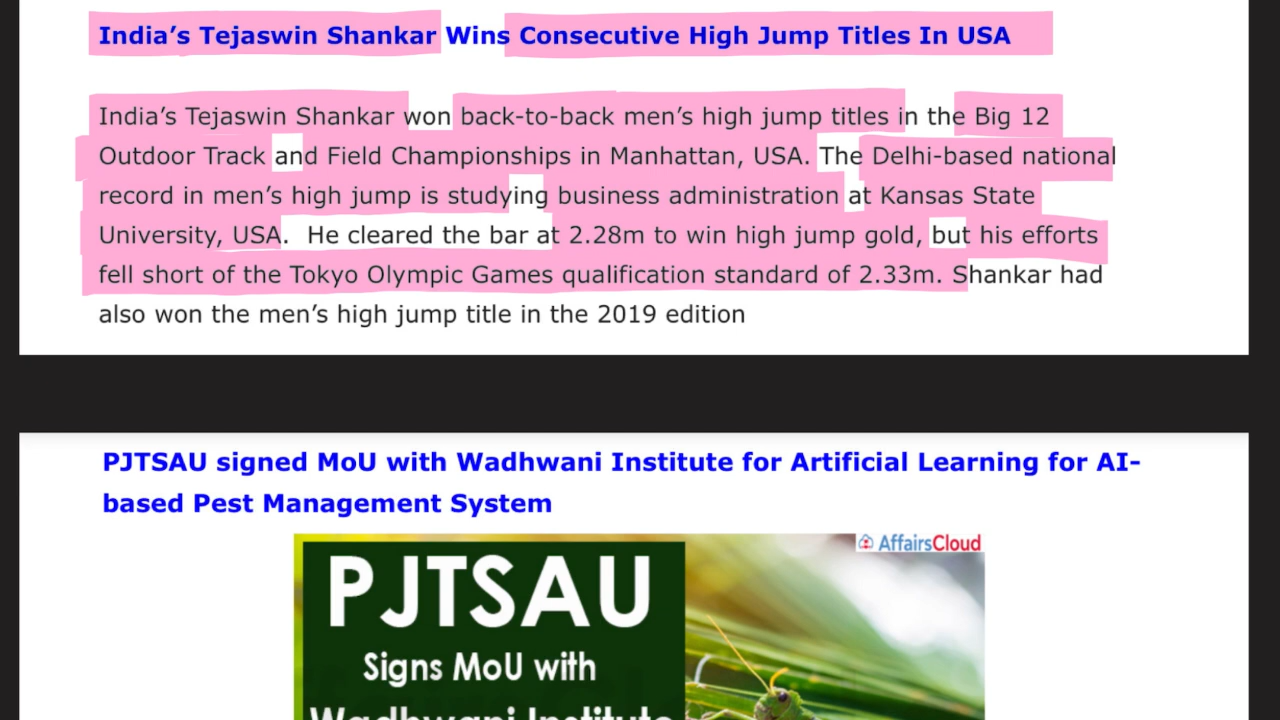 India’s Tejaswin Shankar Wins Consecutive High Jump Titles In USA
India’s Tejaswin Shankar won back-to-back men’s high jump titles in the Big 12
Outdoor Track and Field Championships in Manhattan, USA. The Delhi-based national
record in men’s high jump is studying business administration at Kansas State
University, USA.  He cleared the bar at 2.28m to win high jump gold, but his efforts
fell short of the Tokyo Olympic Games qualification standard of 2.33m. Shankar had
also won the men’s high jump title in the 2019 edition
PJTSAU signed MoU with Wadhwani Institute for Artificial Learning for AI-
based Pest Management System
AffairsCloud
PJTSAU
Signs MoU with
Wadhwani Institute